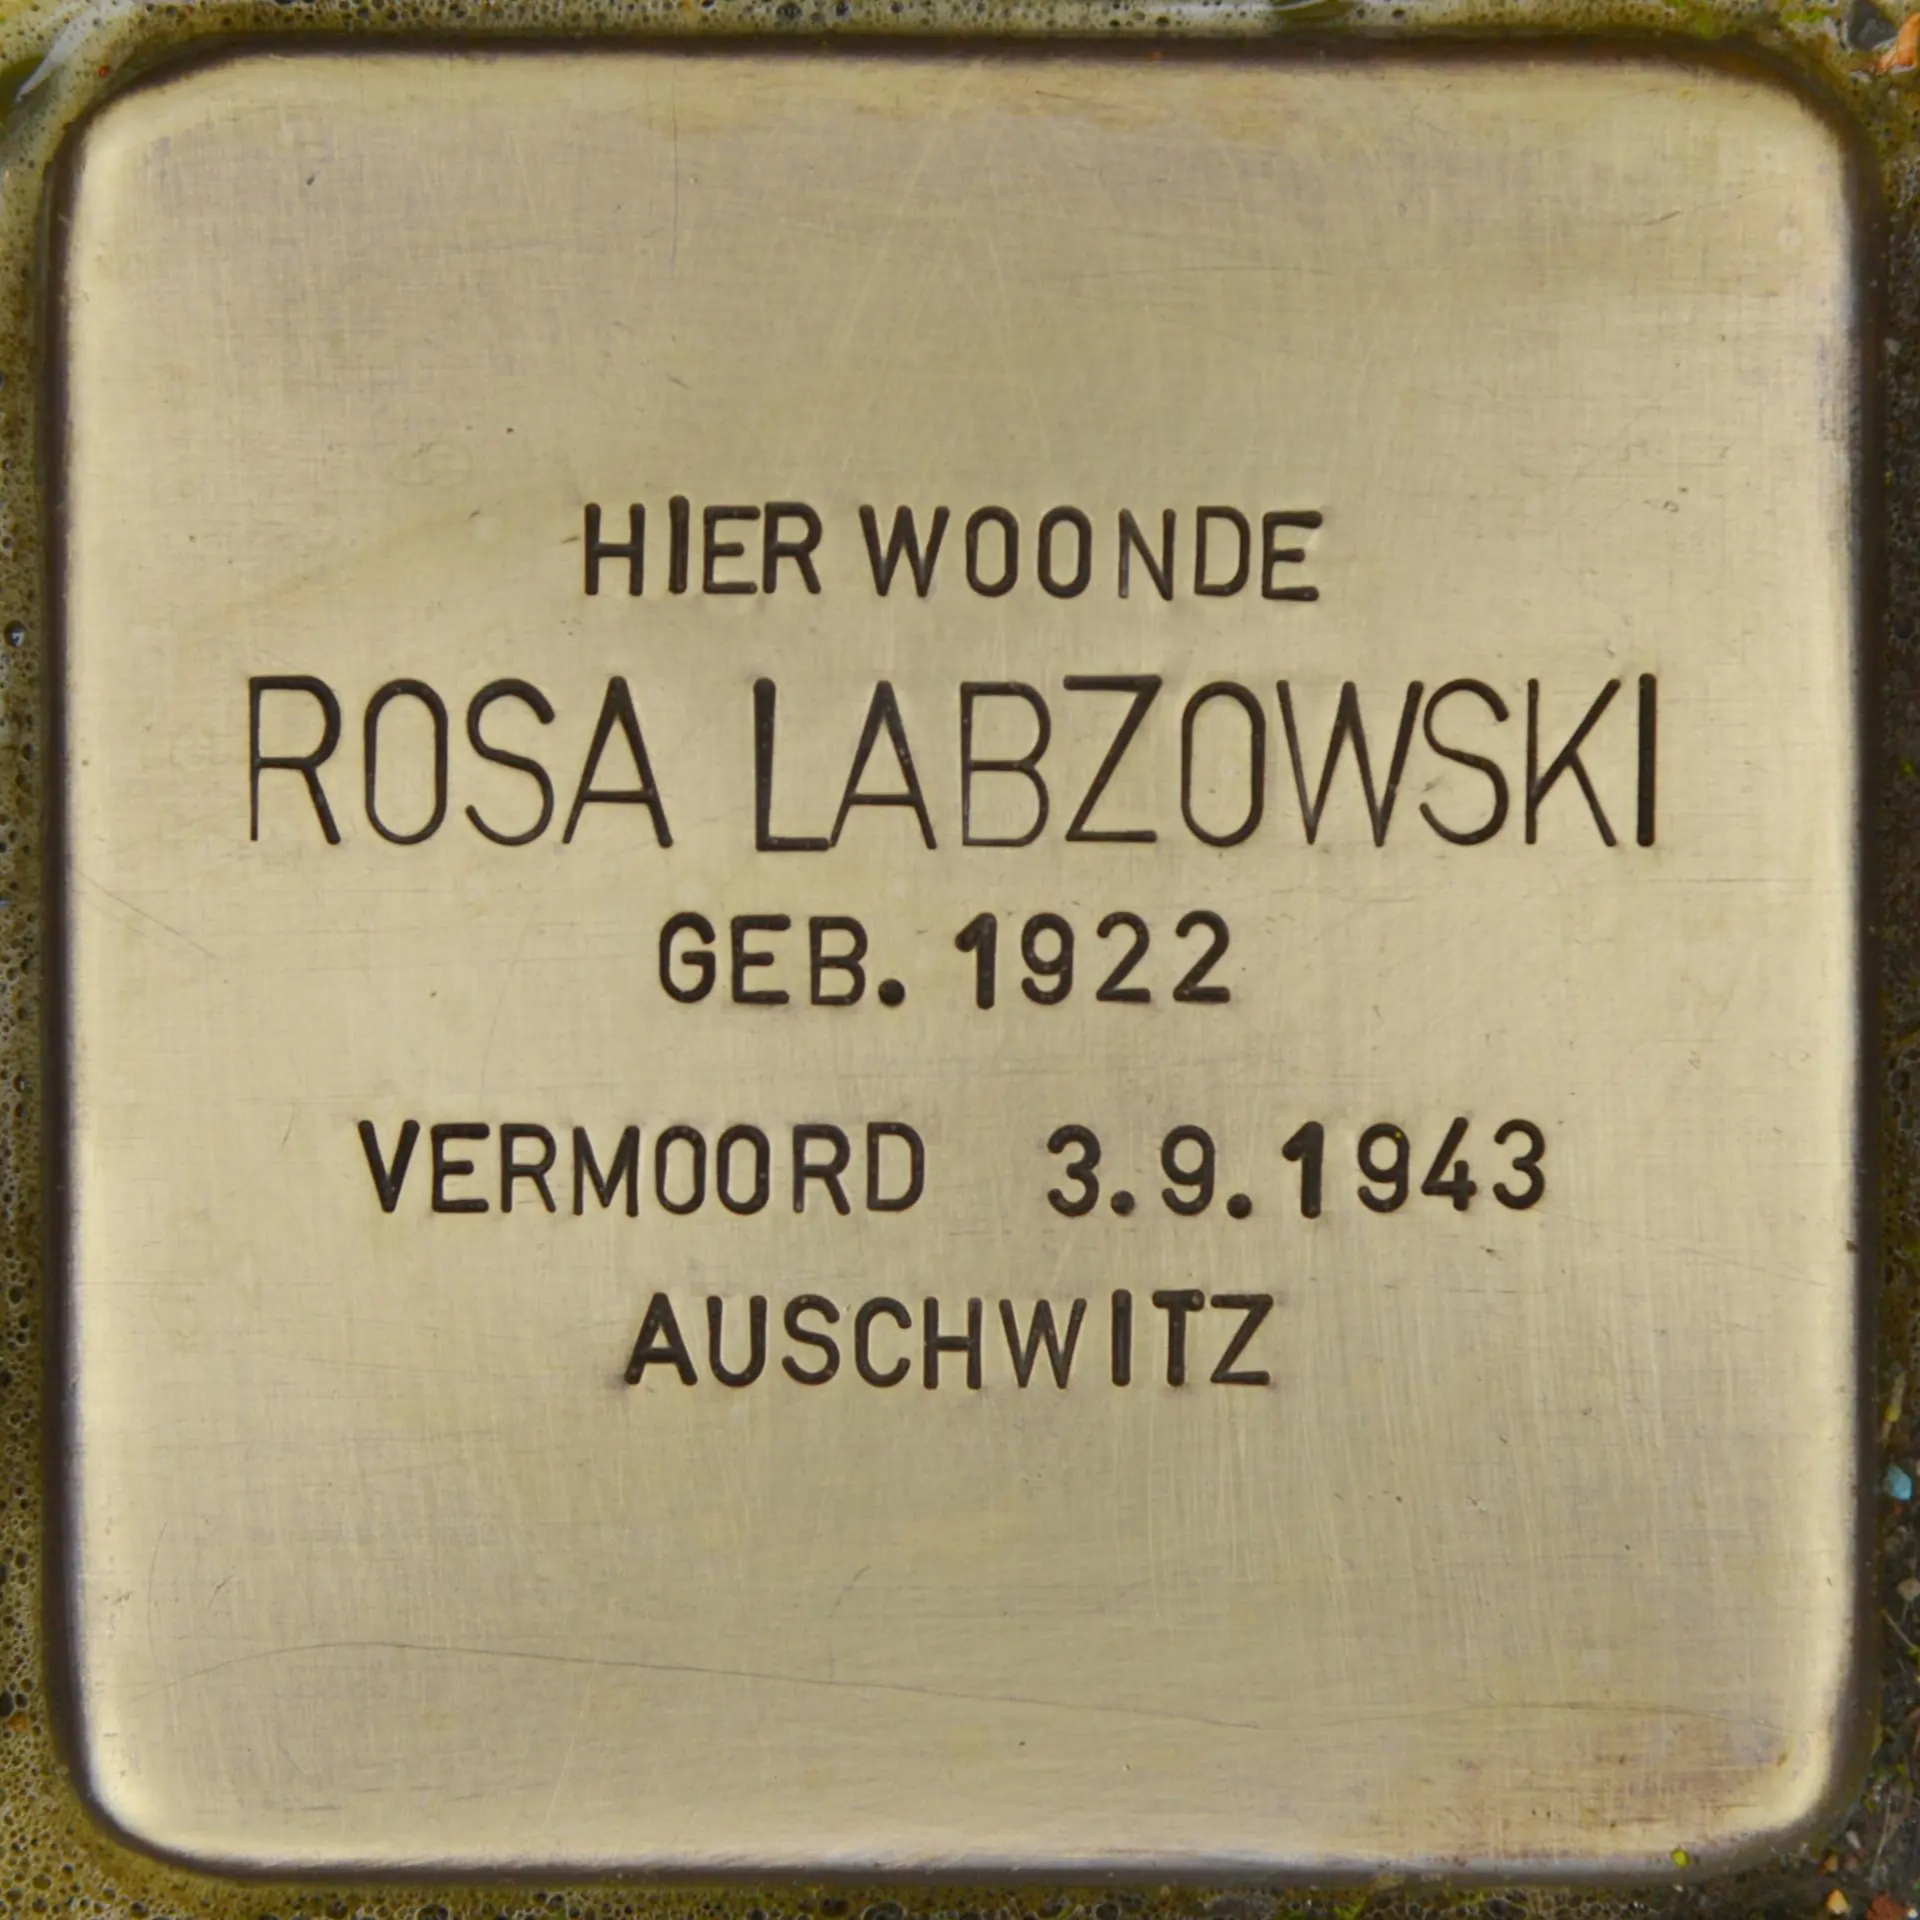 HIER WOONDE
ROSA LABZOWSKI
GEB. 1922
VERMOORD 3.9.1943
AUSCHWITZ